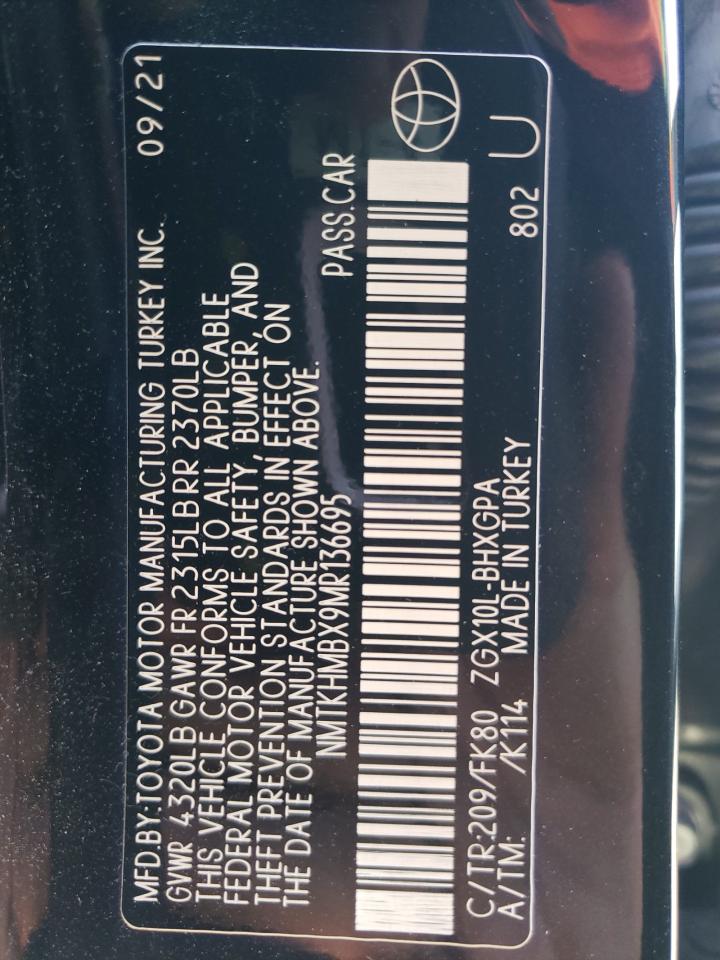 MFD.BY:TOYOTA MOTOR MANUFACTURING TURKEY INC. 09/21
GVWR 4320LB GAWR FR 2315LB RR 2370LB
THIS VEHICLE CONFORMS TO ALL APPLICABLE
FEDERAL MOTOR VEHICLE SAFETY, BUMPER, AND
THEFT PREVENTION STANDARDS IN EFFECT ON
THE DATE OF MANUFACTURE SHOWN ABOVE.
NMTKHMBX9MR136695 PASS.CAR
C/TR:209/FK80 ZGX10L-BHXGPA
A/TM: /K114 MADE IN TURKEY 802 U